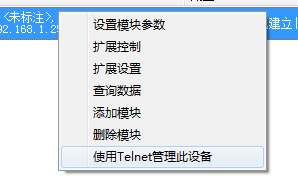 <未标注>,
92.168.1.25
建立
设置模块参数
扩展控制
扩展设置
查询数据
添加模块
删除模块
使用Telnet管理此设备